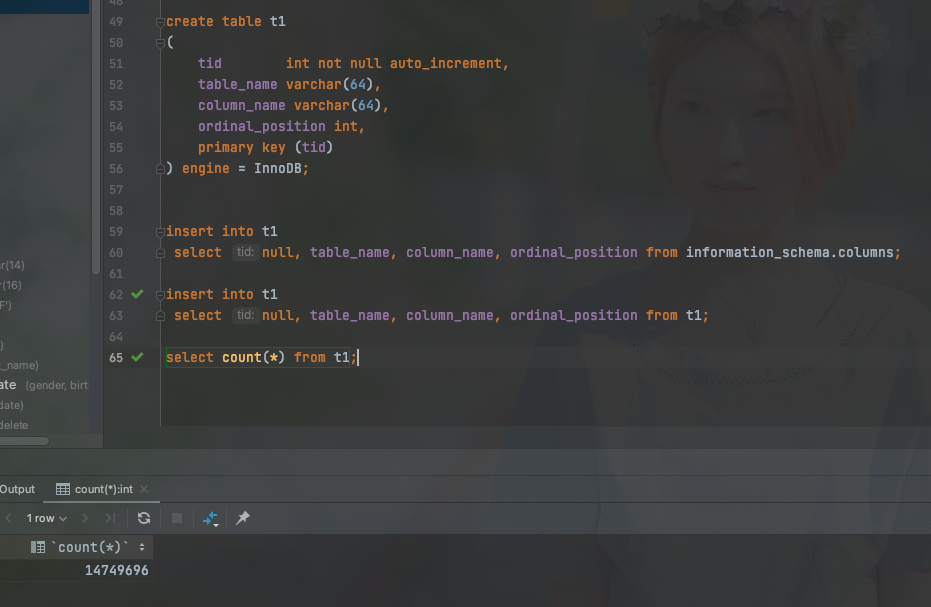 48
49 create table t1
50 (
51 tid int not null auto_increment,
52 table_name varchar(64),
53 column_name varchar(64),
54 ordinal_position int,
55 primary key (tid)
56 ) engine = InnoDB;
57
58
59 insert into t1
60 select tid: null, table_name, column_name, ordinal_position from information_schema.columns;
61
62 insert into t1
63 select tid: null, table_name, column_name, ordinal_position from t1;
64
65 select count(*) from t1;
r(14)
r(16)
F')
)
t_name)
ate (gender, birt
date)
delete
Output count(*):int
1 row
`count(*)`
14749696